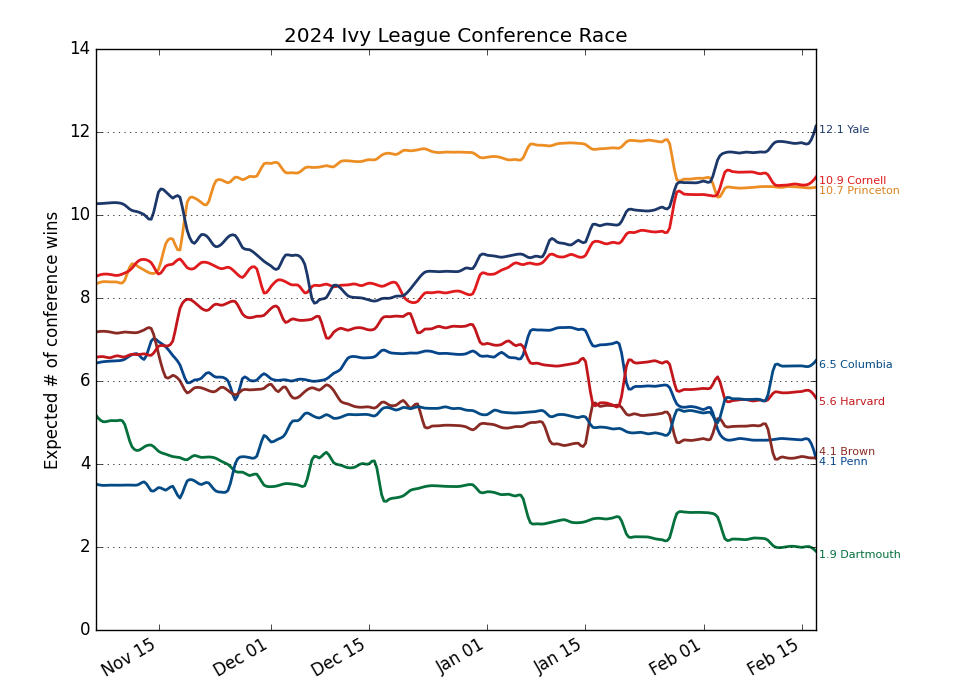 2024 Ivy League Conference Race
Expected # of conference wins
14
12
10
8
6
4
2
0
Nov 15
Dec 01
Dec 15
Jan 01
Jan 15
Feb 01
Feb 15
12.1 Yale
10.9 Cornell
10.7 Princeton
6.5 Columbia
5.6 Harvard
4.1 Brown
4.1 Penn
1.9 Dartmouth